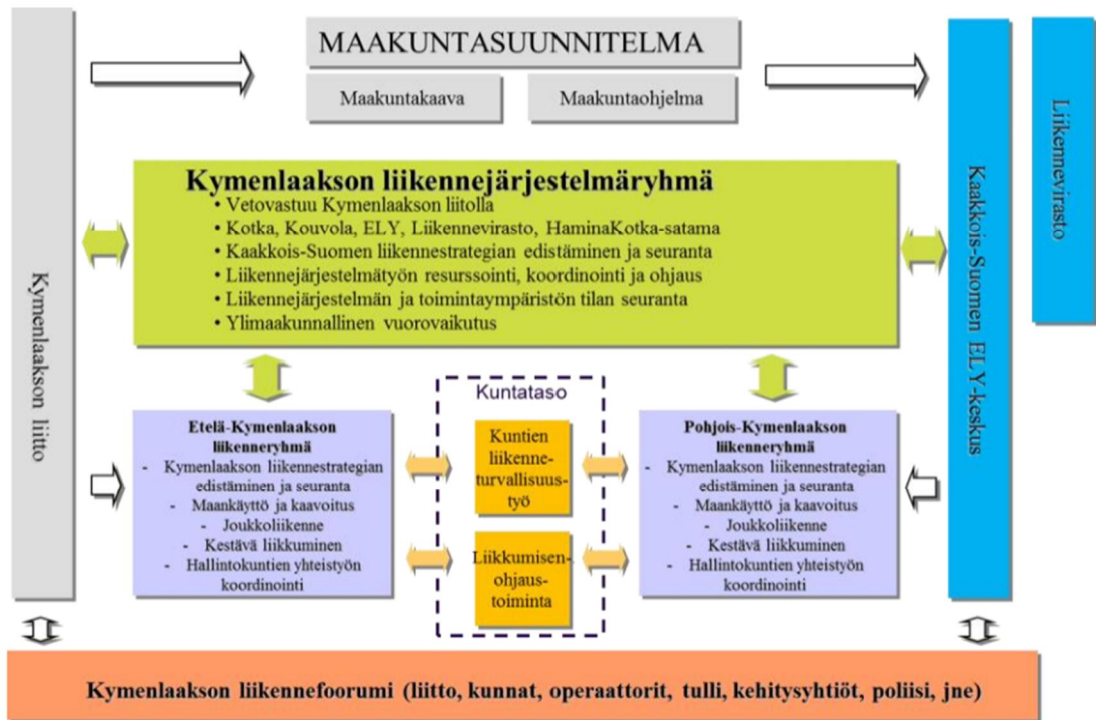 MAAKUNTASUUNNITELMA
Maakuntakaava
Maakuntaohjelma
Kymenlaakson liitto
Kaakkois-Suomen ELY-keskus
Liikennevirasto
Kymenlaakson liikennejärjestelmäryhmä
• Vetovastuu Kymenlaakson liitolla
• Kotka, Kouvola, ELY, Liikennevirasto, HaminaKotka-satama
• Kaakkois-Suomen liikennestrategian edistäminen ja seuranta
• Liikennejärjestelmätyön resurssointi, koordinointi ja ohjaus
• Liikennejärjestelmän ja toimintaympäristön tilan seuranta
• Ylimaakunnallinen vuorovaikutus
Etelä-Kymenlaakson
liikenneryhmä
- Kymenlaakson liikennestrategian
edistäminen ja seuranta
- Maankäyttö ja kaavoitus
- Joukkoliikenne
- Kestävä liikkuminen
- Hallintokuntien yhteistyön
koordinointi
Kuntataso
Kuntien
liikenne-
turvallisuus-
työ
Liikkumisen-
ohjaus-
toiminta
Pohjois-Kymenlaakson
liikenneryhmä
- Kymenlaakson liikennestrategian
edistäminen ja seuranta
- Maankäyttö ja kaavoitus
- Joukkoliikenne
- Kestävä liikkuminen
- Hallintokuntien yhteistyön
koordinointi
Kymenlaakson liikennefoorumi (liitto, kunnat, operaattorit, tulli, kehitysyhtiöt, poliisi, jne)